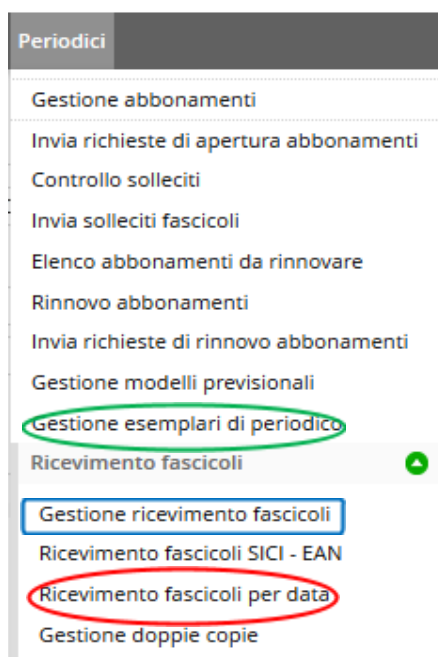 Periodici
Gestione abbonamenti
Invia richieste di apertura abbonamenti
Controllo solleciti
Invia solleciti fascicoli
Elenco abbonamenti da rinnovare
Rinnovo abbonamenti
Invia richieste di rinnovo abbonamenti
Gestione modelli previsionali
Gestione esemplari di periodico
Ricevimento fascicoli
Gestione ricevimento fascicoli
Ricevimento fascicoli SICI - EAN
Ricevimento fascicoli per data
Gestione doppie copie